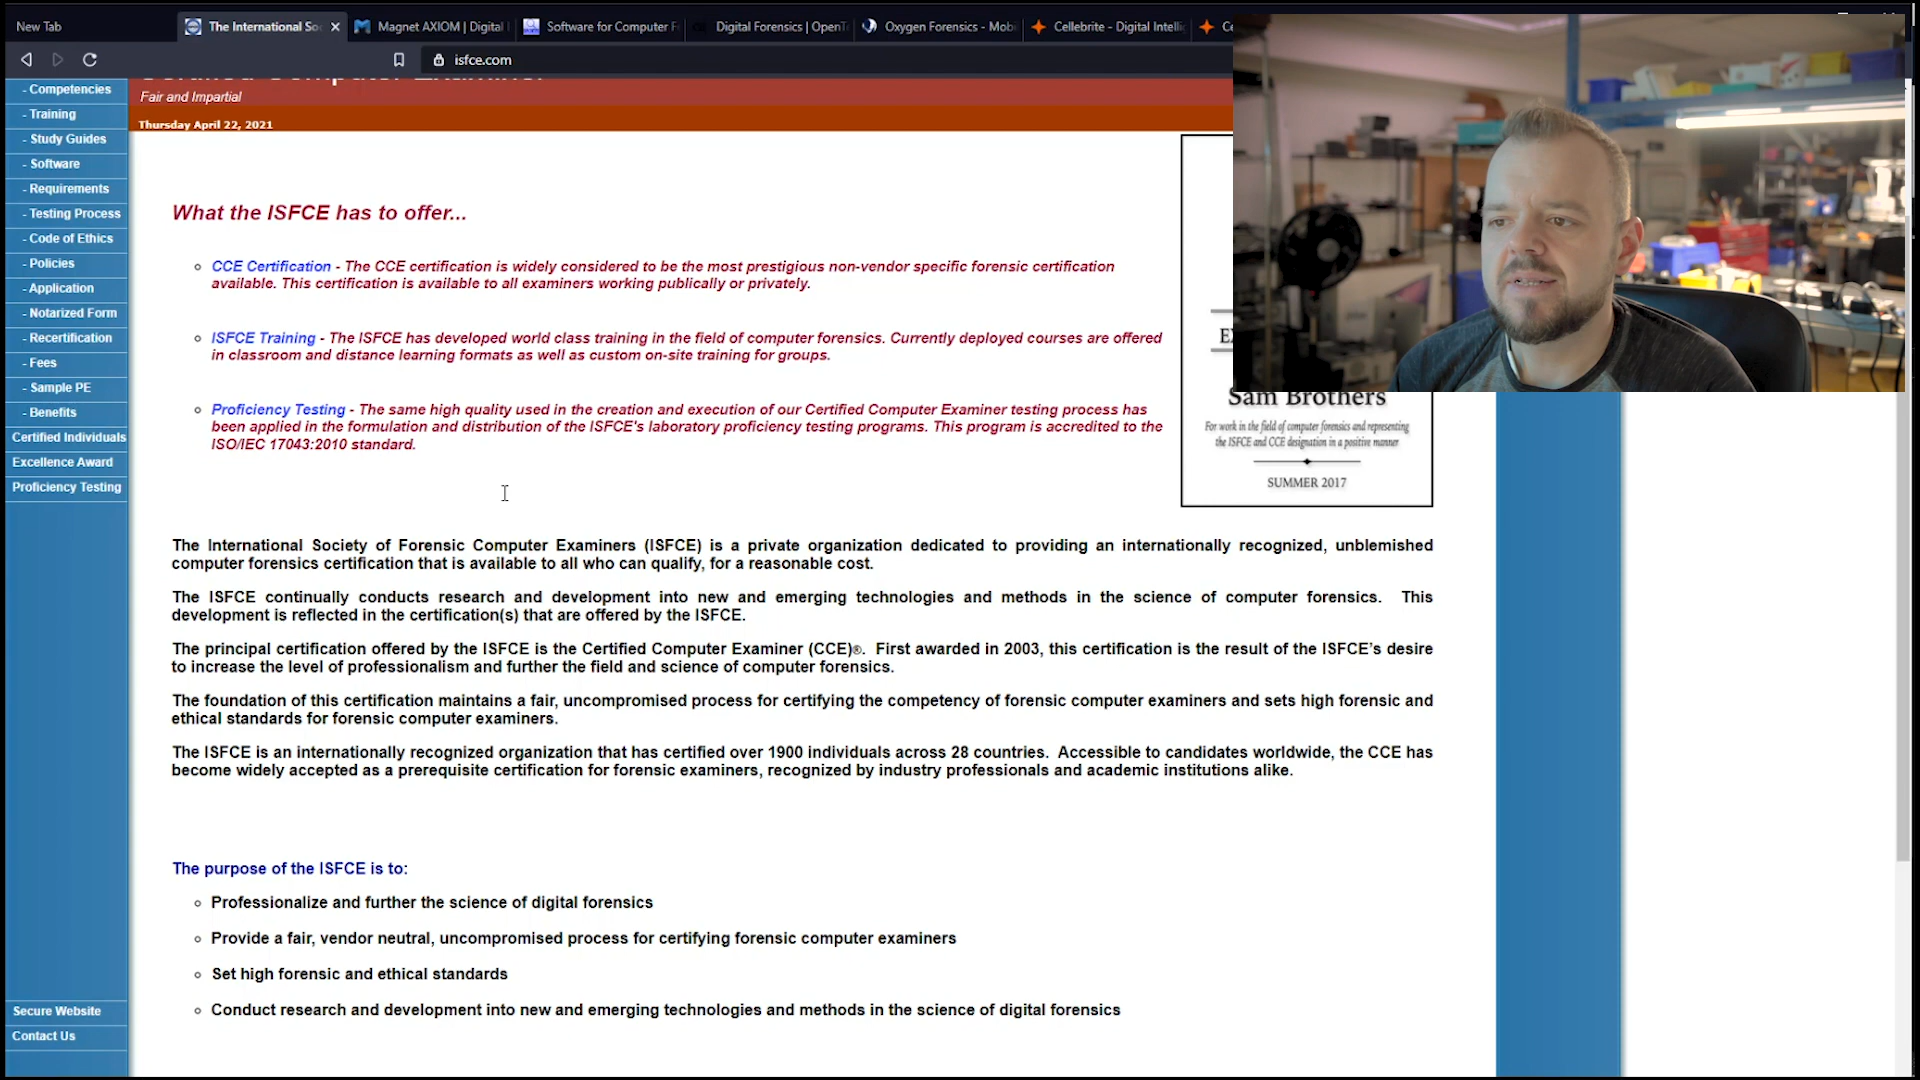 New Tab
The International So
Magnet AXIOM | Digital
Software for Computer F
Digital Forensics | OpenT
Oxygen Forensics - Mobi
Cellebrite - Digital Intelli
Ce
isfce.com
- Competencies
- Training
- Study Guides
- Software
- Requirements
- Testing Process
- Code of Ethics
- Policies
- Application
- Notarized Form
- Recertification
- Fees
- Sample PE
- Benefits
Certified Individuals
Excellence Award
Proficiency Testing
Secure Website
Contact Us
Certified Computer Examiner
Fair and Impartial
Thursday April 22, 2021
What the ISFCE has to offer...
CCE Certification - The CCE certification is widely considered to be the most prestigious non-vendor specific forensic certification
available. This certification is available to all examiners working publically or privately.
ISFCE Training - The ISFCE has developed world class training in the field of computer forensics. Currently deployed courses are offered
in classroom and distance learning formats as well as custom on-site training for groups.
Proficiency Testing - The same high quality used in the creation and execution of our Certified Computer Examiner testing process has
been applied in the formulation and distribution of the ISFCE's laboratory proficiency testing programs. This program is accredited to the
ISO/IEC 17043:2010 standard.
Sam Brothers
For work in the field of computer forensics and representing
the ISFCE and CCE designation in a positive manner
SUMMER 2017
The International Society of Forensic Computer Examiners (ISFCE) is a private organization dedicated to providing an internationally recognized, unblemished
computer forensics certification that is available to all who can qualify, for a reasonable cost.
The ISFCE continually conducts research and development into new and emerging technologies and methods in the science of computer forensics. This
development is reflected in the certification(s) that are offered by the ISFCE.
The principal certification offered by the ISFCE is the Certified Computer Examiner (CCE)®. First awarded in 2003, this certification is the result of the ISFCE's desire
to increase the level of professionalism and further the field and science of computer forensics.
The foundation of this certification maintains a fair, uncompromised process for certifying the competency of forensic computer examiners and sets high forensic and
ethical standards for forensic computer examiners.
The ISFCE is an internationally recognized organization that has certified over 1900 individuals across 28 countries. Accessible to candidates worldwide, the CCE has
become widely accepted as a prerequisite certification for forensic examiners, recognized by industry professionals and academic institutions alike.
The purpose of the ISFCE is to:
Professionalize and further the science of digital forensics
Provide a fair, vendor neutral, uncompromised process for certifying forensic computer examiners
Set high forensic and ethical standards
Conduct research and development into new and emerging technologies and methods in the science of digital forensics